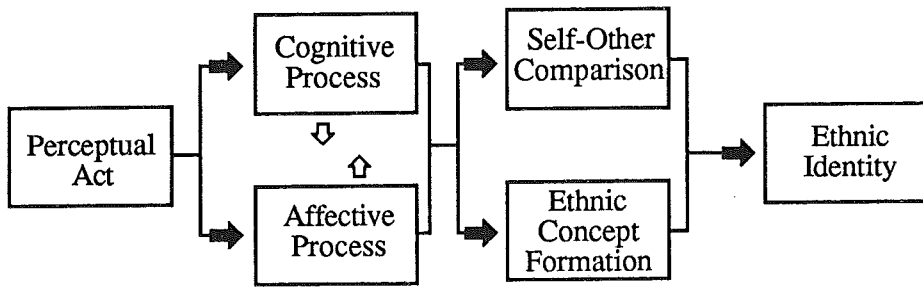 Perceptual
Act
Cognitive
Process
Affective
Process
Self-Other
Comparison
Ethnic
Concept
Formation
Ethnic
Identity